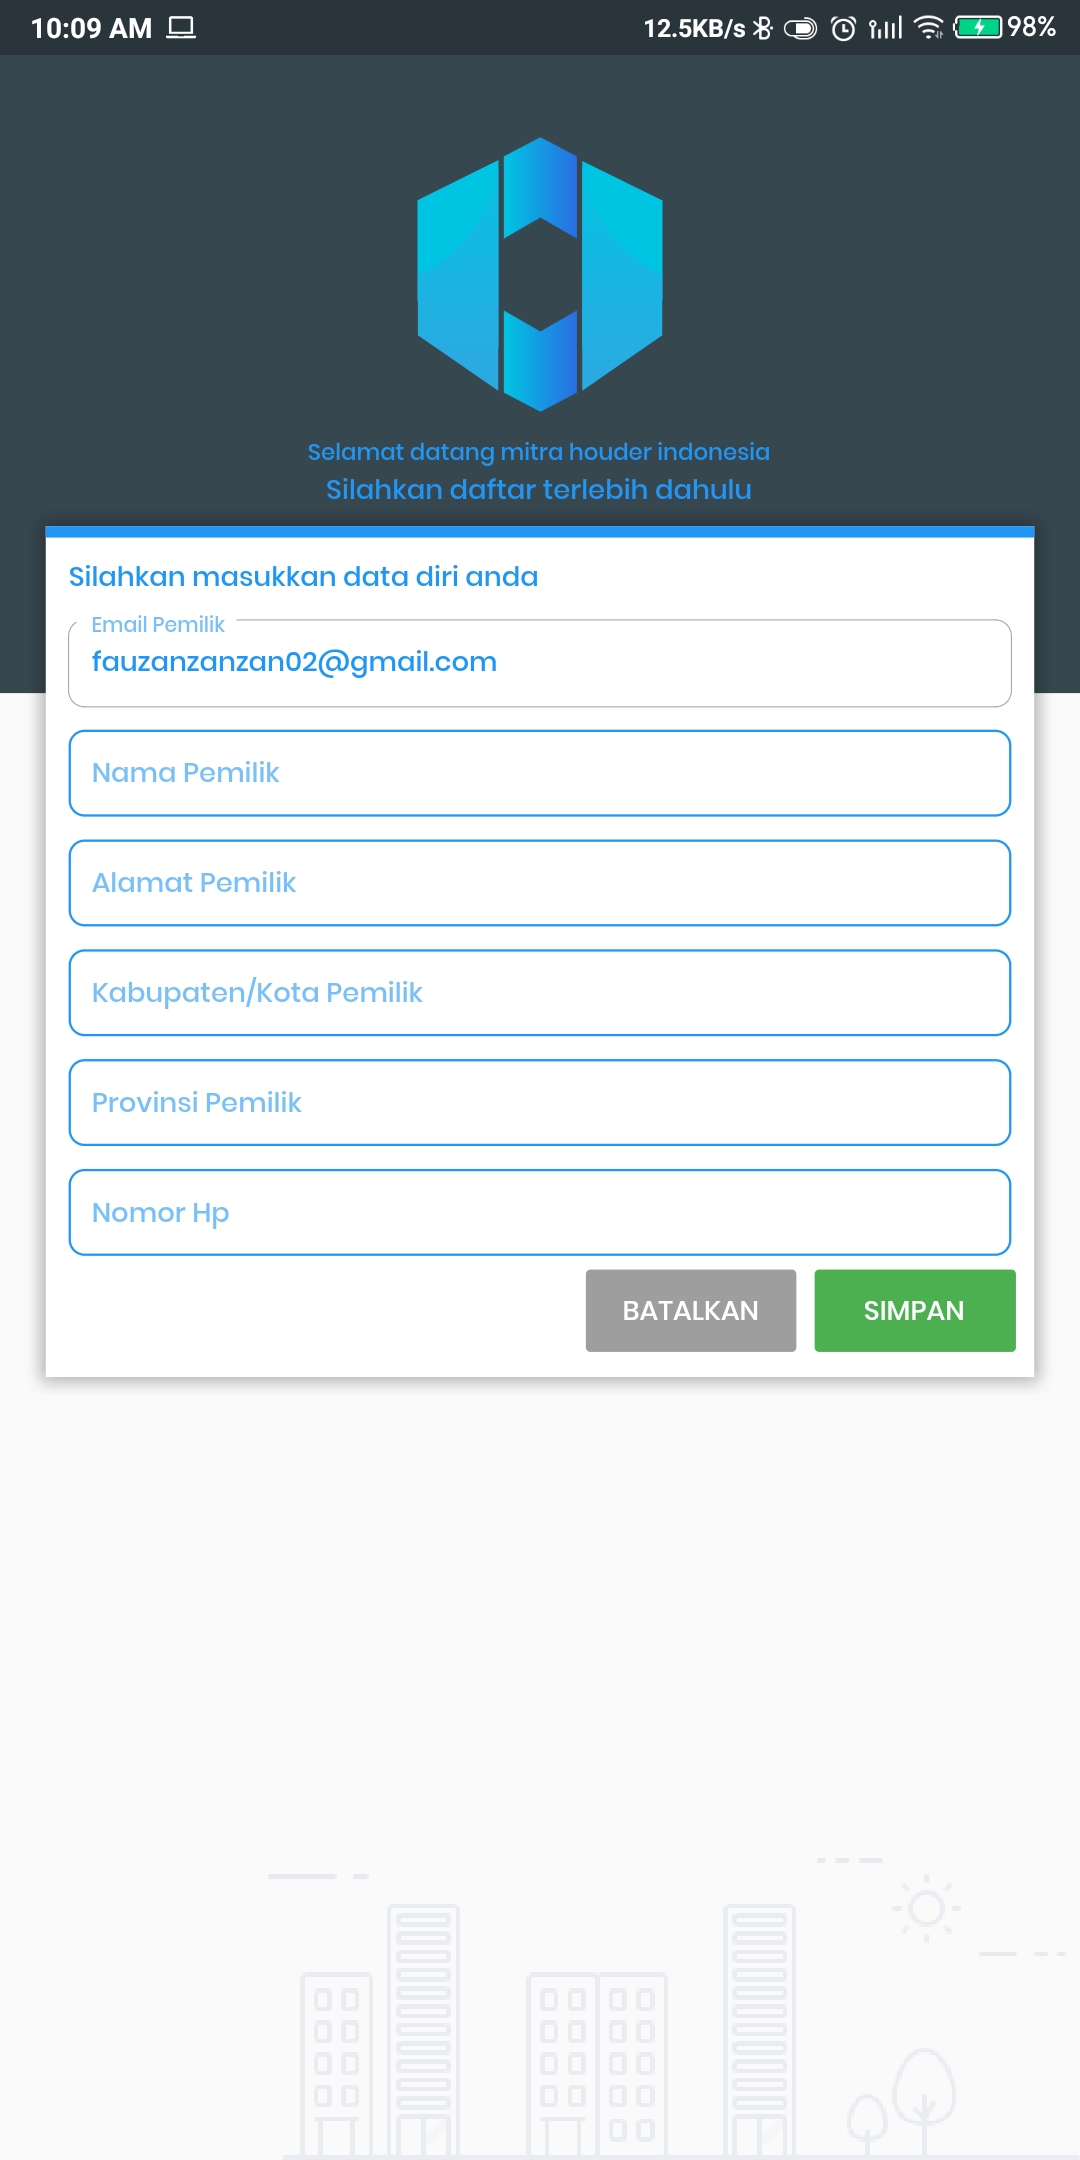 10:09 AM 12.5KB/s 98%
Selamat datang mitra houder indonesia
Silahkan daftar terlebih dahulu
Silahkan masukkan data diri anda
Email Pemilik
fauzanzanzan02@gmail.com
Nama Pemilik
Alamat Pemilik
Kabupaten/Kota Pemilik
Provinsi Pemilik
Nomor Hp
BATALKAN SIMPAN